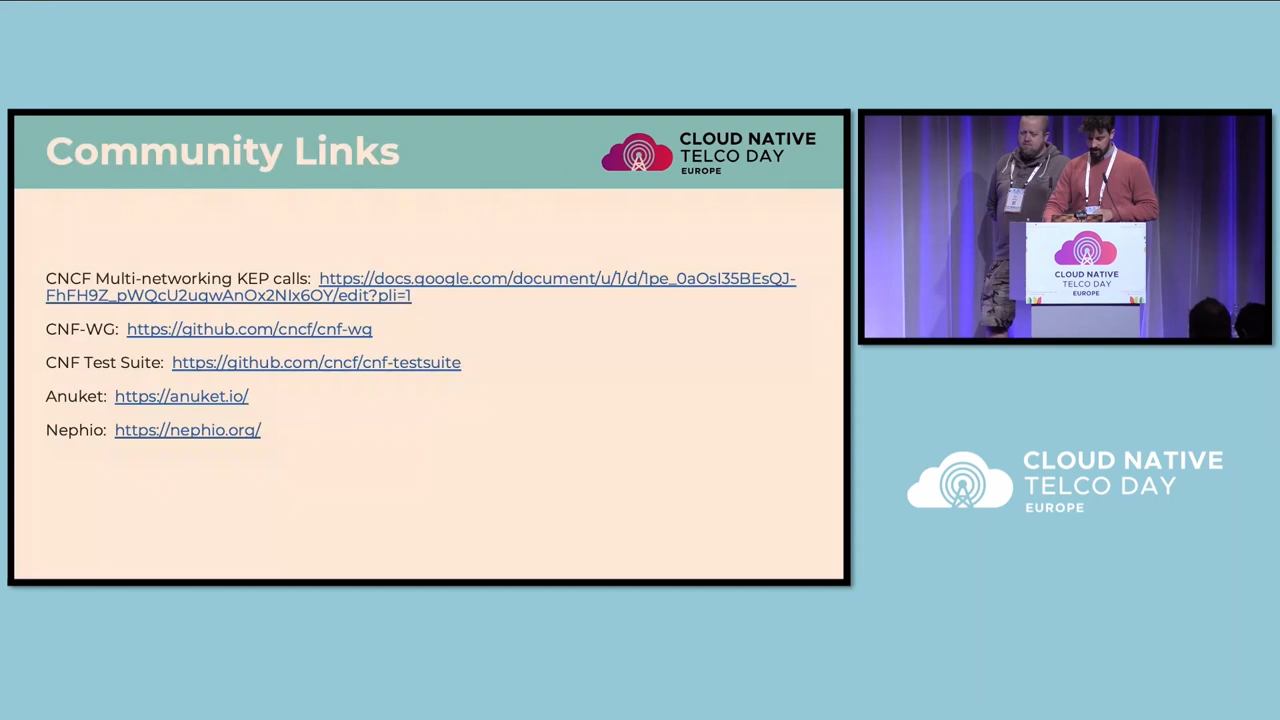 Community Links
CLOUD NATIVE
TELCO DAY
EUROPE
CNCF Multi-networking KEP calls: https://docs.google.com/document/u/1/d/1pe_0aOsI35BEsQJ-
FhFH9Z_pWQcU2uqwAnOx2NIx6OY/edit?pli=1
CNF-WG: https://github.com/cncf/cnf-wg
CNF Test Suite: https://github.com/cncf/cnf-testsuite
Anuket: https://anuket.io/
Nephio: https://nephio.org/
CLOUD NATIVE
TELCO DAY
EUROPE
CLOUD NATIVE
TELCO DAY
EUROPE